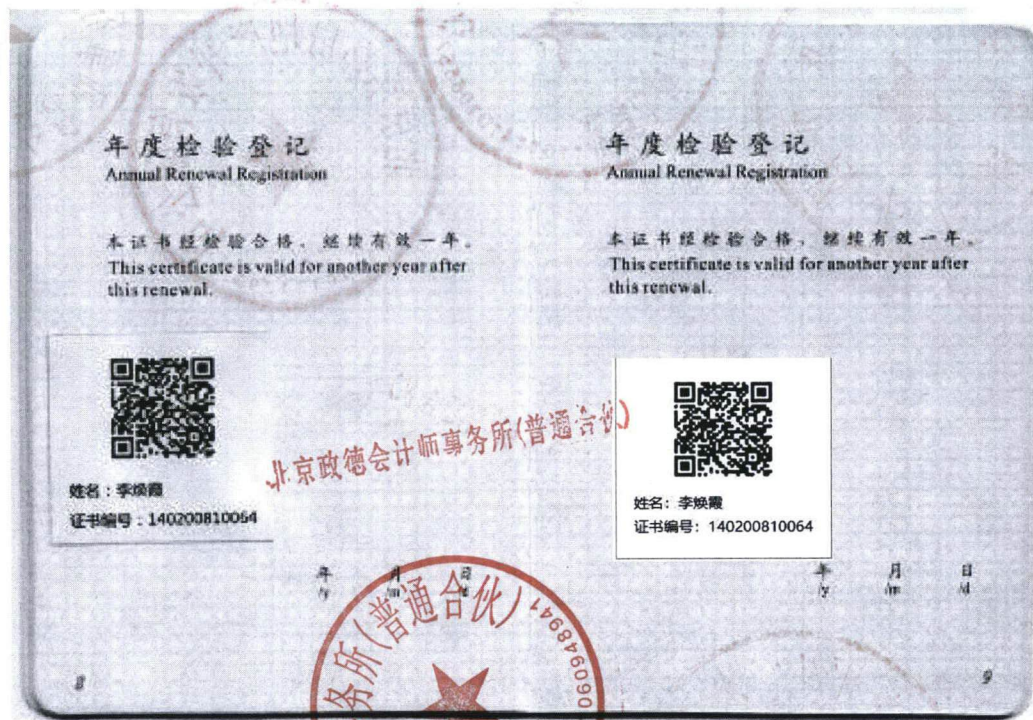 年度检验登记
Annual Renewal Registration
本证书经检验合格，继续有效一年。
This certificate is valid for another year after
this renewal.
姓名：李焕霞
证书编号：140200810064
年 月 日
/y /m /d
8
年度检验登记
Annual Renewal Registration
本证书经检验合格，继续有效一年。
This certificate is valid for another year after
this renewal.
姓名：李焕霞
证书编号：140200810064
年 月 日
/y /m /d
9
北京政德会计师事务所(普通合伙)
务所(普通合伙)